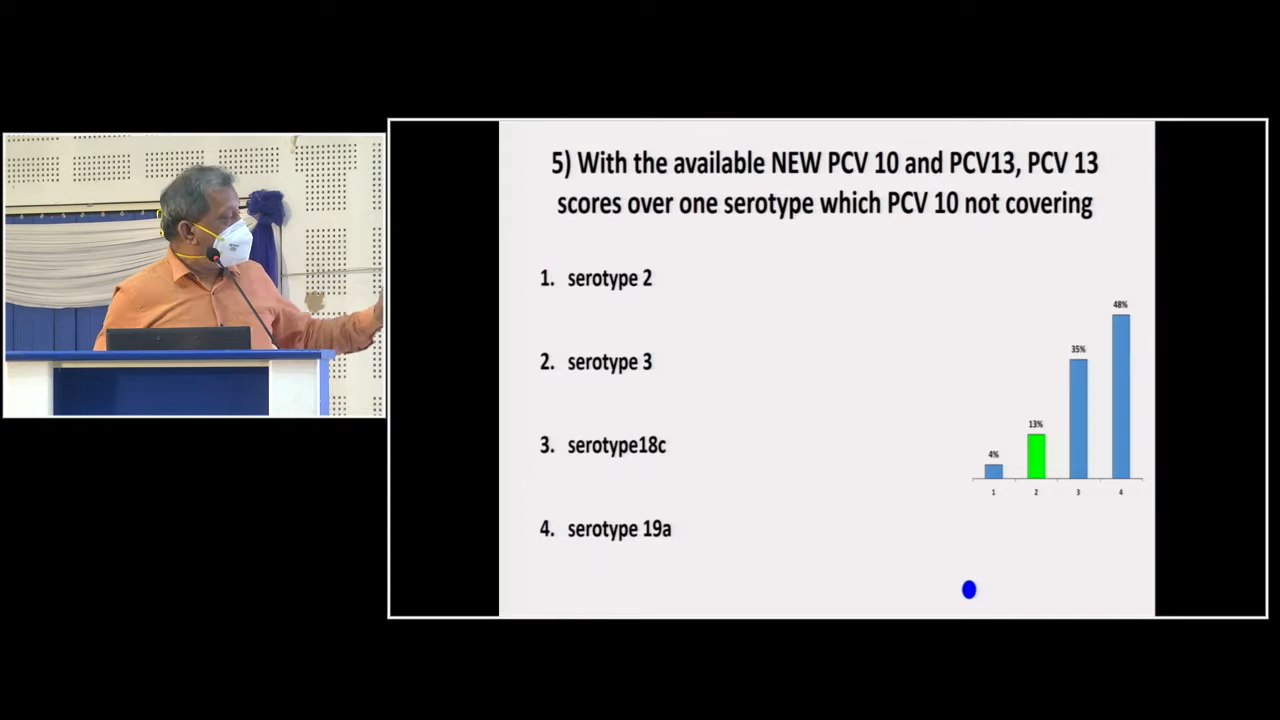 5) With the available NEW PCV 10 and PCV13, PCV 13
scores over one serotype which PCV 10 not covering
1. serotype 2
2. serotype 3
3. serotype18c
4. serotype 19a
4%
13%
35%
48%
1 2 3 4